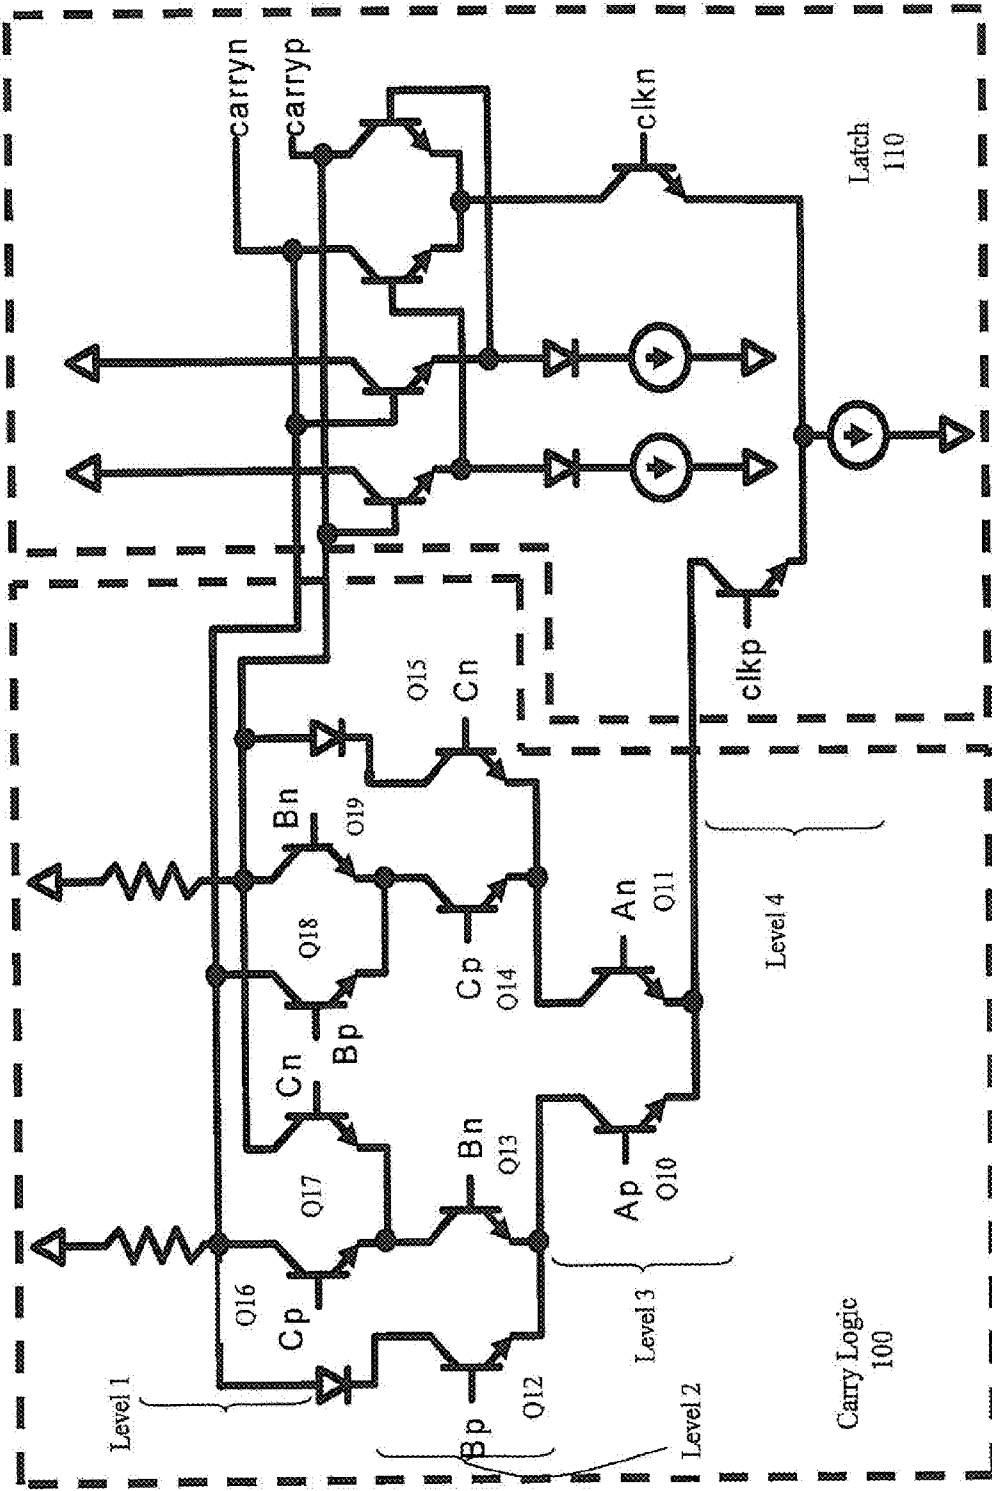 carryn
carryp
clkn
Latch
110
clkp
Q15
Cn
Bn
Q19
Q18
Bp
Cp
Q14
An
Q11
Level 4
Cn
Q17
Bn
Q13
Ap
Q10
Q16
Cp
Q12
Bp
Level 3
Level 1
Level 2
Carry Logic
100